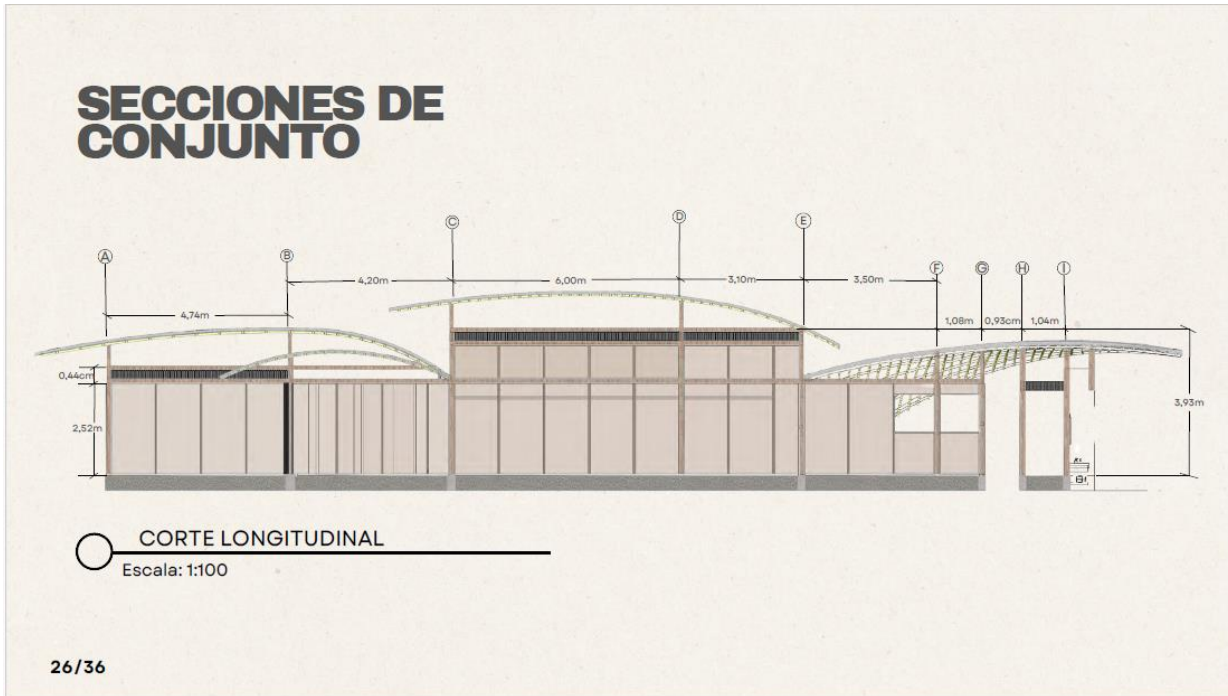 SECCIONES DE
CONJUNTO
C
D
E
A
B
F
G
H
I
4,20m
6,00m
3,10m
3,50m
4,74m
1,08m
0,93cm
1,04m
0,44cm
3,93m
2,52m
CORTE LONGITUDINAL
Escala: 1:100
26/36